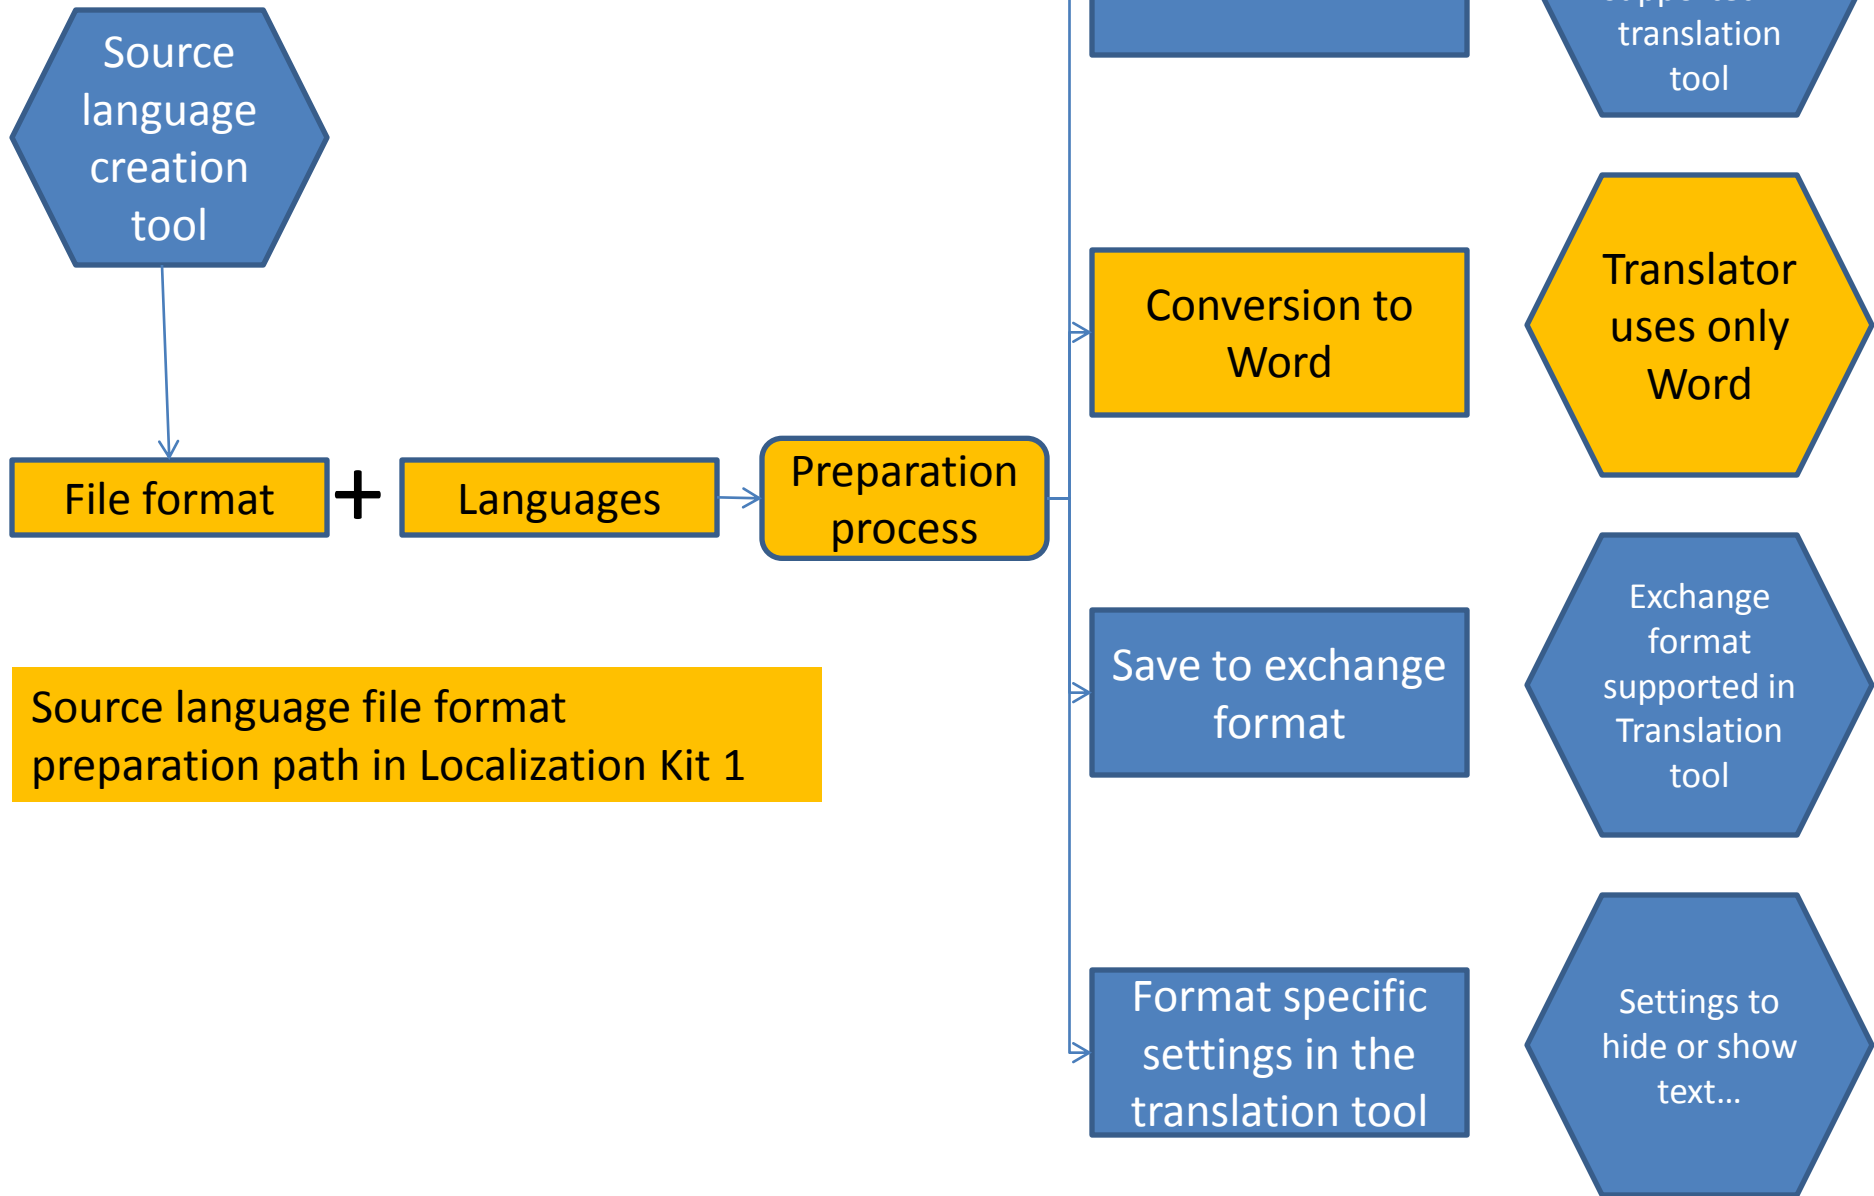 Source
language
creation
tool
File format
+
Languages
Preparation
process
translation
tool
Conversion to
Word
Translator
uses only
Word
Save to exchange
format
Exchange
format
supported in
Translation
tool
Format specific
settings in the
translation tool
Settings to
hide or show
text...
Source language file format
preparation path in Localization Kit 1